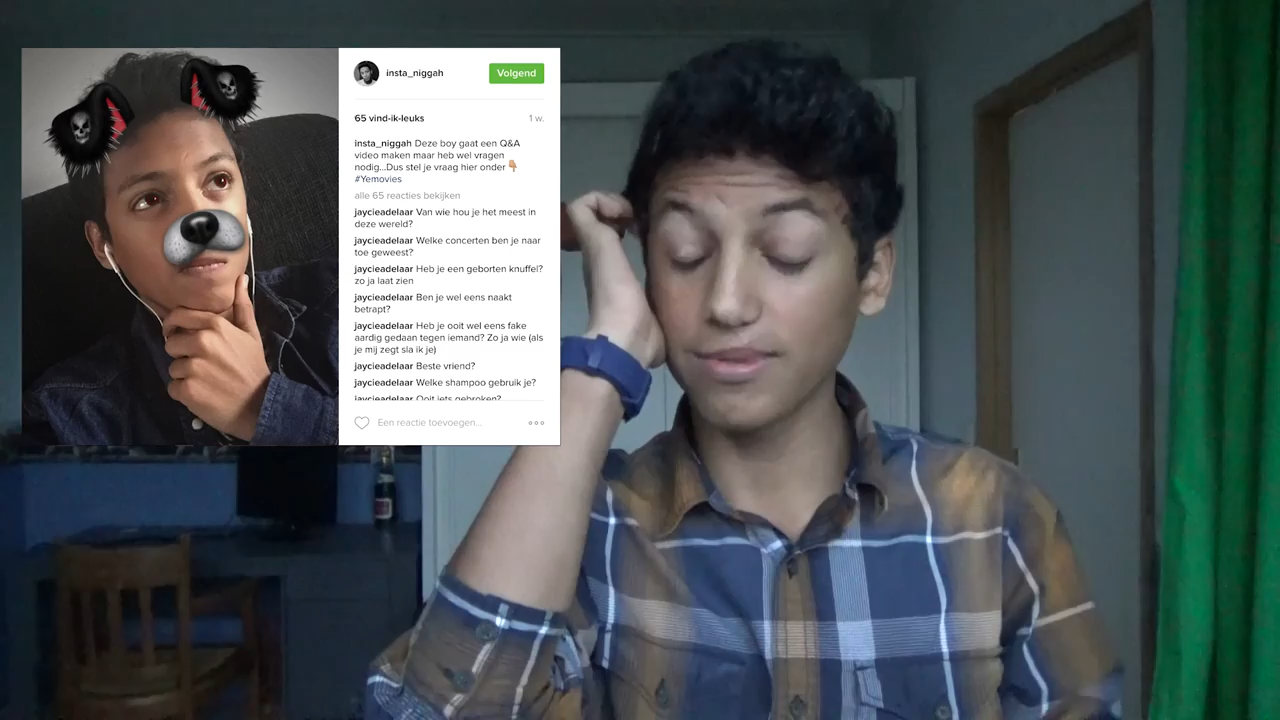 insta_niggah
Volgend
65 vind-ik-leuks
1 w.
insta_niggah Deze boy gaat een Q&A
video maken maar heb wel vragen
nodig...Dus stel je vraag hier onder👇🏽
#Yemovies
alle 65 reacties bekijken
jaycieadelaar Van wie hou je het meest in
deze wereld?
jaycieadelaar Welke concerten ben je naar
toe geweest?
jaycieadelaar Heb je een geborten knuffel?
zo ja laat zien
jaycieadelaar Ben je wel eens naakt
betrapt?
jaycieadelaar Heb je ooit wel eens fake
aardig gedaan tegen iemand? Zo ja wie (als
je mij zegt sla ik je)
jaycieadelaar Beste vriend?
jaycieadelaar Welke shampoo gebruik je?
jaycieadelaar Ooit iets gebroken?
Een reactie toevoegen...